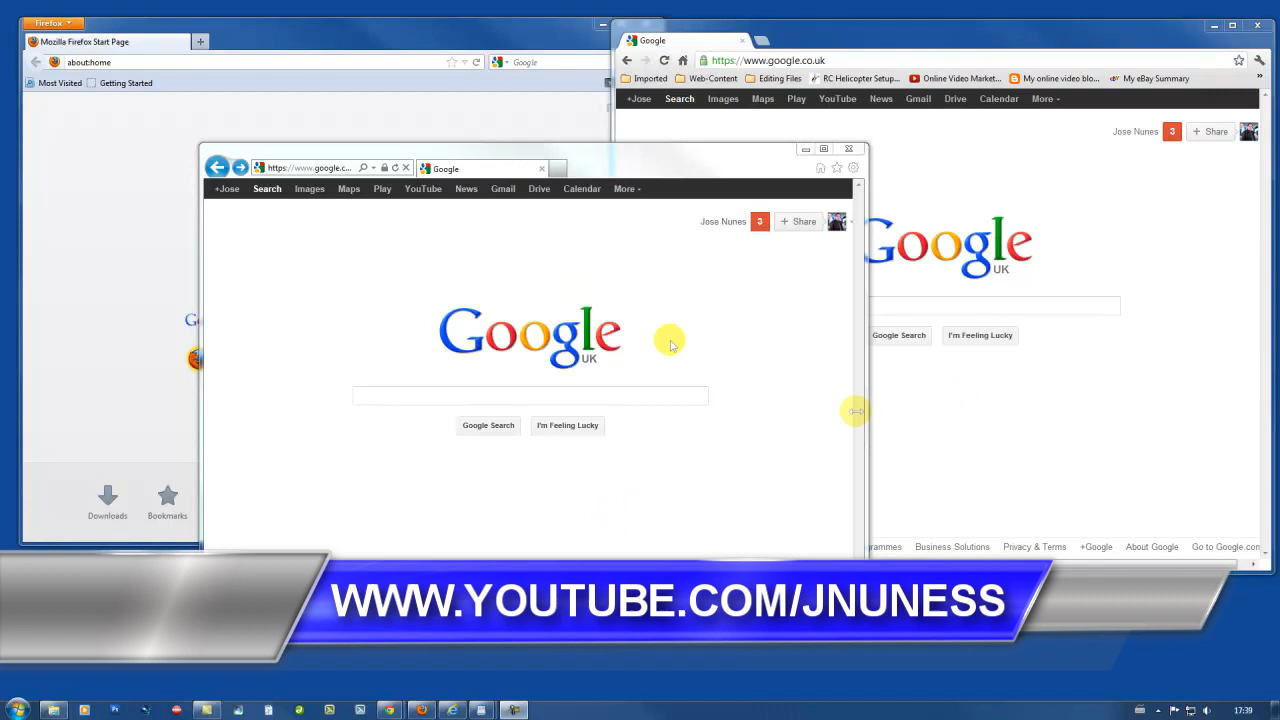 Firefox
Mozilla Firefox Start Page
about:home
Google
Most Visited Getting Started
Google
https://www.google.co.uk
Imported Web-Content Editing Files RC Helicopter Setup... Online Video Market... My online video blo... My eBay Summary
+Jose Search Images Maps Play YouTube News Gmail Drive Calendar More
Jose Nunes 3 + Share
https://www.google.c...
Google
+Jose Search Images Maps Play YouTube News Gmail Drive Calendar More
Jose Nunes 3 + Share
Google
UK
Google Search I'm Feeling Lucky
Google
UK
Google Search I'm Feeling Lucky
Downloads Bookmarks
Business Solutions Privacy & Terms +Google About Google Go to Google.com
WWW.YOUTUBE.COM/JNUNESS
17:39